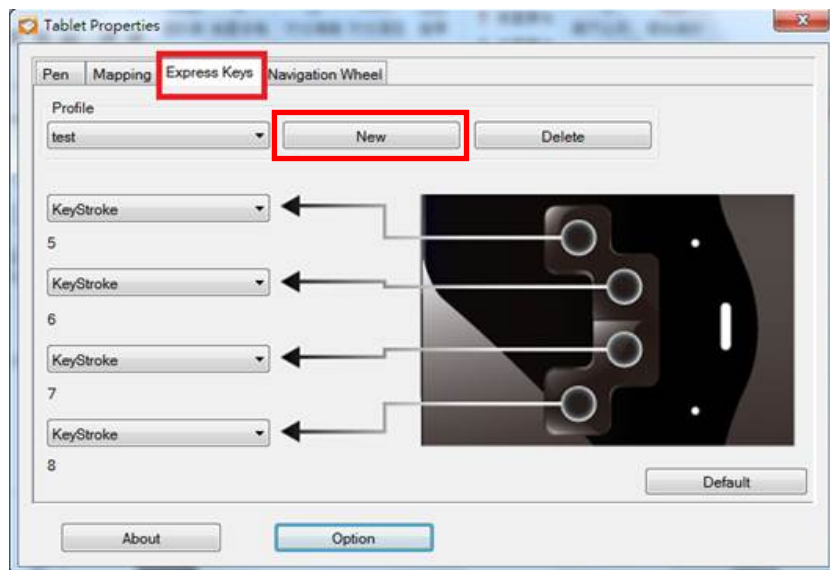 Tablet Properties
Pen Mapping Express Keys Navigation Wheel
Profile
test New Delete
KeyStroke
5
KeyStroke
6
KeyStroke
7
KeyStroke
8
Default
About Option